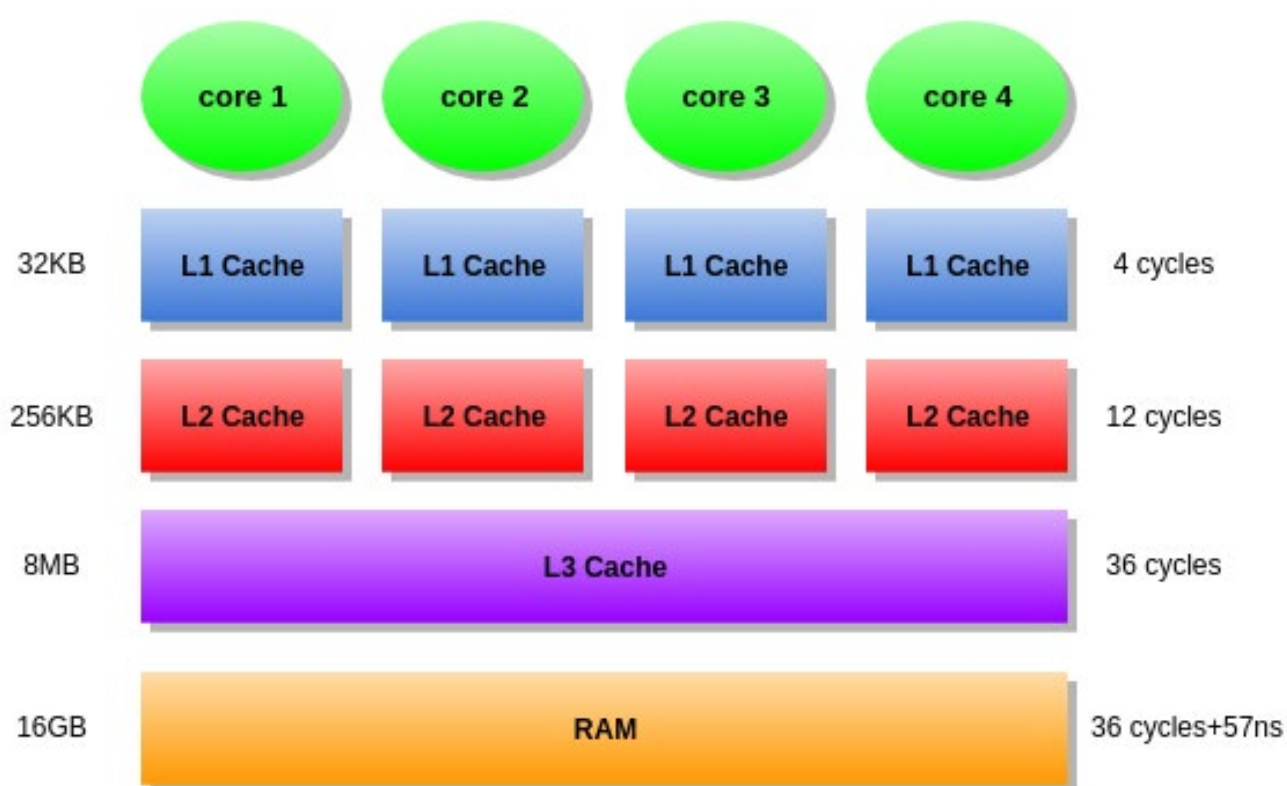 core 1
core 2
core 3
core 4
32KB
L1 Cache
L1 Cache
L1 Cache
L1 Cache
4 cycles
256KB
L2 Cache
L2 Cache
L2 Cache
L2 Cache
12 cycles
8MB
L3 Cache
36 cycles
16GB
RAM
36 cycles+57ns